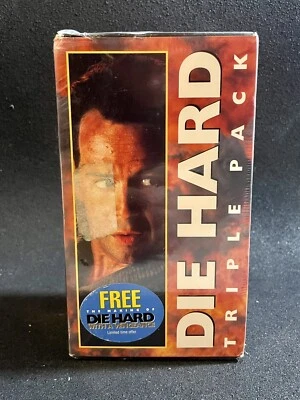 DIE HARD
TRIPLE PACK
FREE
DIE HARD
WITH A VENGEANCE
Limited time offer